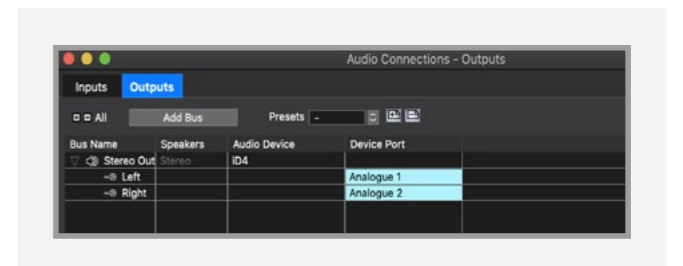 Audio Connections - Outputs
Inputs Outputs
All Add Bus Presets -
Bus Name Speakers Audio Device Device Port
Stereo Out Stereo iD4
Left Analogue 1
Right Analogue 2